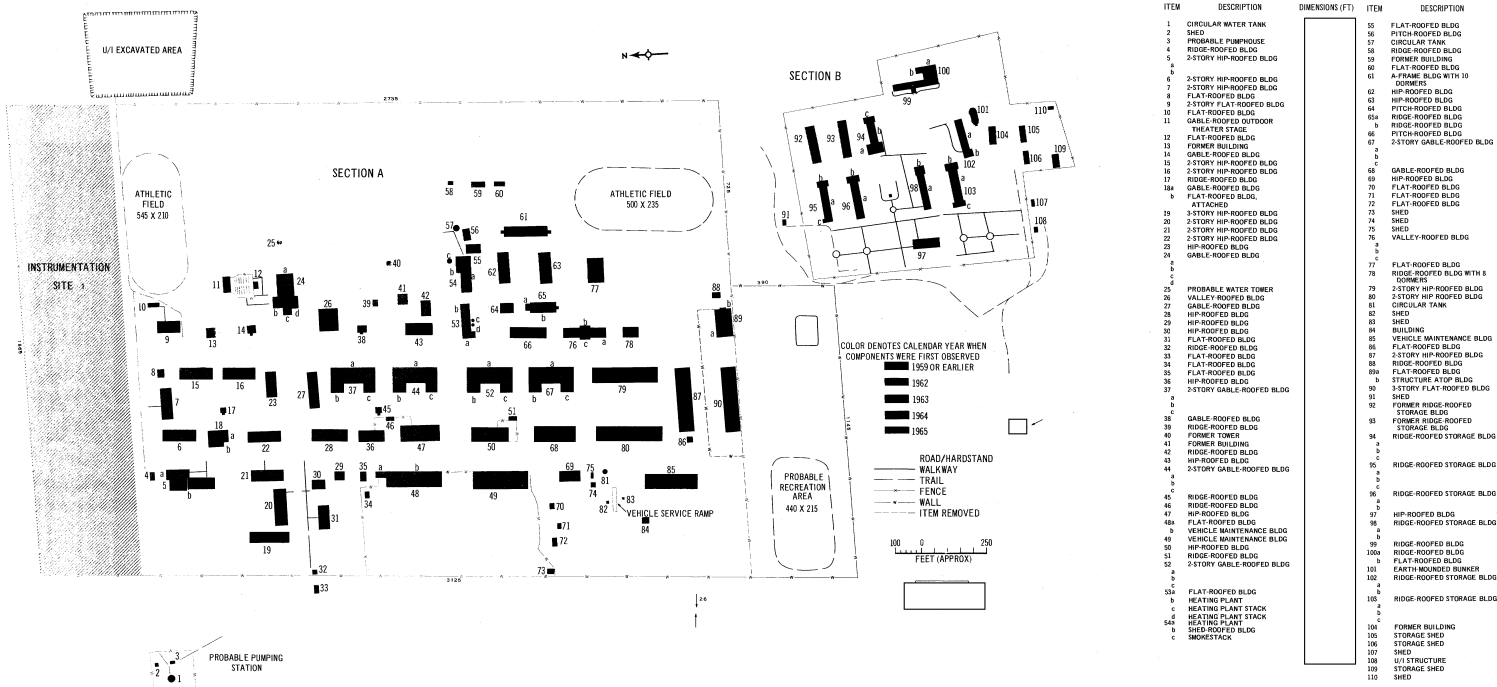 U/I EXCAVATED AREA
N
2735
SECTION A
SECTION B
ATHLETIC
FIELD
545 X 210
ATHLETIC FIELD
500 X 235
INSTRUMENTATION
SITE 1
728
390
1149
3125
26
PROBABLE
RECREATION
AREA
440 X 215
VEHICLE SERVICE RAMP
PROBABLE PUMPING
STATION
COLOR DENOTES CALENDAR YEAR WHEN
COMPONENTS WERE FIRST OBSERVED
1959 OR EARLIER
1962
1963
1964
1965
ROAD/HARDSTAND
WALKWAY
TRAIL
FENCE
WALL
ITEM REMOVED
100 0 250
FEET (APPROX)
ITEM DESCRIPTION DIMENSIONS (FT)
1 CIRCULAR WATER TANK
2 SHED
3 PROBABLE PUMPHOUSE
4 RIDGE-ROOFED BLDG
5 2-STORY HIP-ROOFED BLDG
a
b
6 2-STORY HIP-ROOFED BLDG
7 2-STORY HIP-ROOFED BLDG
8 FLAT-ROOFED BLDG
9 2-STORY FLAT-ROOFED BLDG
10 FLAT-ROOFED BLDG
11 GABLE-ROOFED OUTDOOR
THEATER STAGE
12 FLAT-ROOFED BLDG
13 FORMER BUILDING
14 GABLE-ROOFED BLDG
15 2-STORY HIP-ROOFED BLDG
16 2-STORY HIP-ROOFED BLDG
17 RIDGE-ROOFED BLDG
18a GABLE-ROOFED BLDG
b FLAT-ROOFED BLDG,
ATTACHED
19 3-STORY HIP-ROOFED BLDG
20 2-STORY HIP-ROOFED BLDG
21 2-STORY HIP-ROOFED BLDG
22 2-STORY HIP-ROOFED BLDG
23 HIP-ROOFED BLDG
24 GABLE-ROOFED BLDG
a
b
c
d
25 PROBABLE WATER TOWER
26 VALLEY-ROOFED BLDG
27 GABLE-ROOFED BLDG
28 HIP-ROOFED BLDG
29 HIP-ROOFED BLDG
30 HIP-ROOFED BLDG
31 FLAT-ROOFED BLDG
32 RIDGE-ROOFED BLDG
33 FLAT-ROOFED BLDG
34 FLAT-ROOFED BLDG
35 FLAT-ROOFED BLDG
36 HIP-ROOFED BLDG
37 2-STORY GABLE-ROOFED BLDG
a
b
c
38 GABLE-ROOFED BLDG
39 RIDGE-ROOFED BLDG
40 FORMER TOWER
41 FORMER BUILDING
42 RIDGE-ROOFED BLDG
43 HIP-ROOFED BLDG
44 2-STORY GABLE-ROOFED BLDG
a
b
c
45 RIDGE-ROOFED BLDG
46 RIDGE-ROOFED BLDG
47 HIP-ROOFED BLDG
48a FLAT-ROOFED BLDG
b VEHICLE MAINTENANCE BLDG
49 VEHICLE MAINTENANCE BLDG
50 HIP-ROOFED BLDG
51 RIDGE-ROOFED BLDG
52 2-STORY GABLE-ROOFED BLDG
a
b
c
53a FLAT-ROOFED BLDG
b HEATING PLANT
c HEATING PLANT STACK
d HEATING PLANT STACK
54a HEATING PLANT
b SHED-ROOFED BLDG
c SMOKESTACK
ITEM DESCRIPTION
55 FLAT-ROOFED BLDG
56 PITCH-ROOFED BLDG
57 CIRCULAR TANK
58 RIDGE-ROOFED BLDG
59 FORMER BUILDING
60 FLAT-ROOFED BLDG
61 A-FRAME BLDG WITH 10
DORMERS
62 HIP-ROOFED BLDG
63 HIP-ROOFED BLDG
64 PITCH-ROOFED BLDG
65a RIDGE-ROOFED BLDG
b RIDGE-ROOFED BLDG
66 PITCH-ROOFED BLDG
67 2-STORY GABLE-ROOFED BLDG
a
b
c
68 GABLE-ROOFED BLDG
69 HIP-ROOFED BLDG
70 FLAT-ROOFED BLDG
71 FLAT-ROOFED BLDG
72 FLAT-ROOFED BLDG
73 SHED
74 SHED
75 SHED
76 VALLEY-ROOFED BLDG
a
b
c
77 FLAT-ROOFED BLDG
78 RIDGE-ROOFED BLDG WITH 8
DORMERS
79 2-STORY HIP-ROOFED BLDG
80 2-STORY HIP ROOFED BLDG
81 CIRCULAR TANK
82 SHED
83 SHED
84 BUILDING
85 VEHICLE MAINTENANCE BLDG
86 FLAT-ROOFED BLDG
87 2-STORY HIP-ROOFED BLDG
88 RIDGE-ROOFED BLDG
89a FLAT-ROOFED BLDG
b STRUCTURE ATOP BLDG
90 3-STORY FLAT-ROOFED BLDG
91 SHED
92 FORMER RIDGE-ROOFED
STORAGE BLDG
93 FORMER RIDGE-ROOFED
STORAGE BLDG
94 RIDGE-ROOFED STORAGE BLDG
a
b
c
95 RIDGE-ROOFED STORAGE BLDG
a
b
c
96 RIDGE-ROOFED STORAGE BLDG
a
b
97 HIP-ROOFED BLDG
98 RIDGE-ROOFED STORAGE BLDG
a
b
99 RIDGE-ROOFED BLDG
100a RIDGE-ROOFED BLDG
b FLAT-ROOFED BLDG
101 EARTH-MOUNDED BUNKER
102 RIDGE-ROOFED STORAGE BLDG
a
b
103 RIDGE-ROOFED STORAGE BLDG
a
b
c
104 FORMER BUILDING
105 STORAGE SHED
106 STORAGE SHED
107 SHED
108 U/I STRUCTURE
109 STORAGE SHED
110 SHED